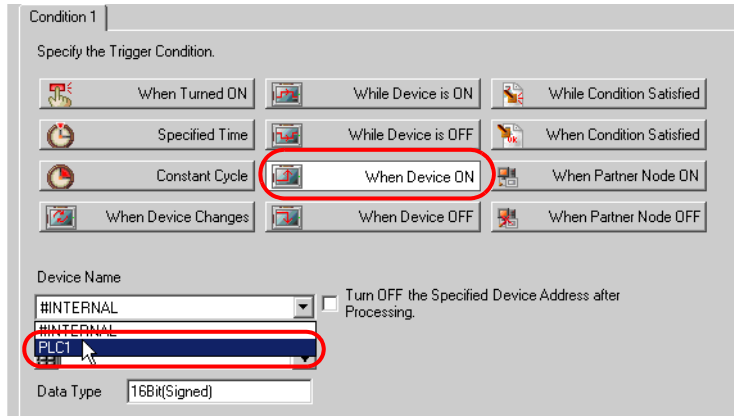 Condition 1
Specify the Trigger Condition.
When Turned ON
While Device is ON
While Condition Satisfied
Specified Time
While Device is OFF
When Condition Satisfied
Constant Cycle
When Device ON
When Partner Node ON
When Device Changes
When Device OFF
When Partner Node OFF
Device Name
#INTERNAL
Turn OFF the Specified Device Address after
Processing.
#INTERNAL
PLC1
Data Type 16Bit(Signed)